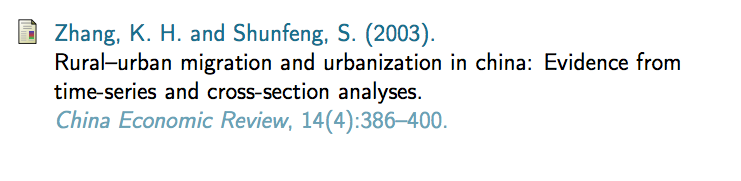 Zhang, K. H. and Shunfeng, S. (2003).
Rural–urban migration and urbanization in china: Evidence from
time-series and cross-section analyses.
China Economic Review, 14(4):386–400.